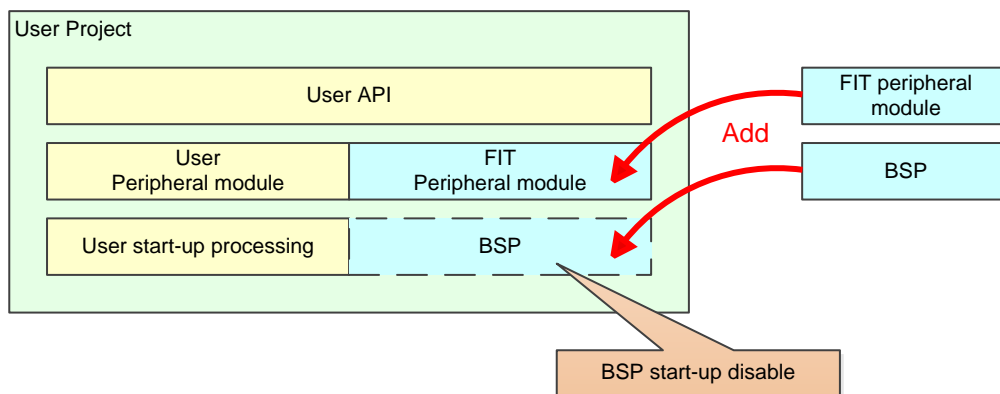 User Project
User API
FIT peripheral
module
Add
User
Peripheral module
FIT
Peripheral module
BSP
User start-up processing
BSP
BSP start-up disable